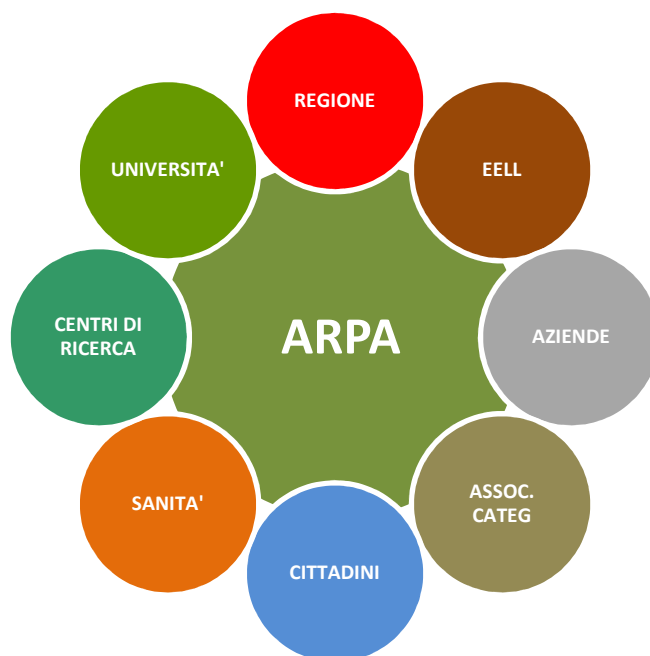 REGIONE
UNIVERSITA'
EELL
CENTRI DI
RICERCA
ARPA
AZIENDE
SANITA'
ASSOC.
CATEG
CITTADINI